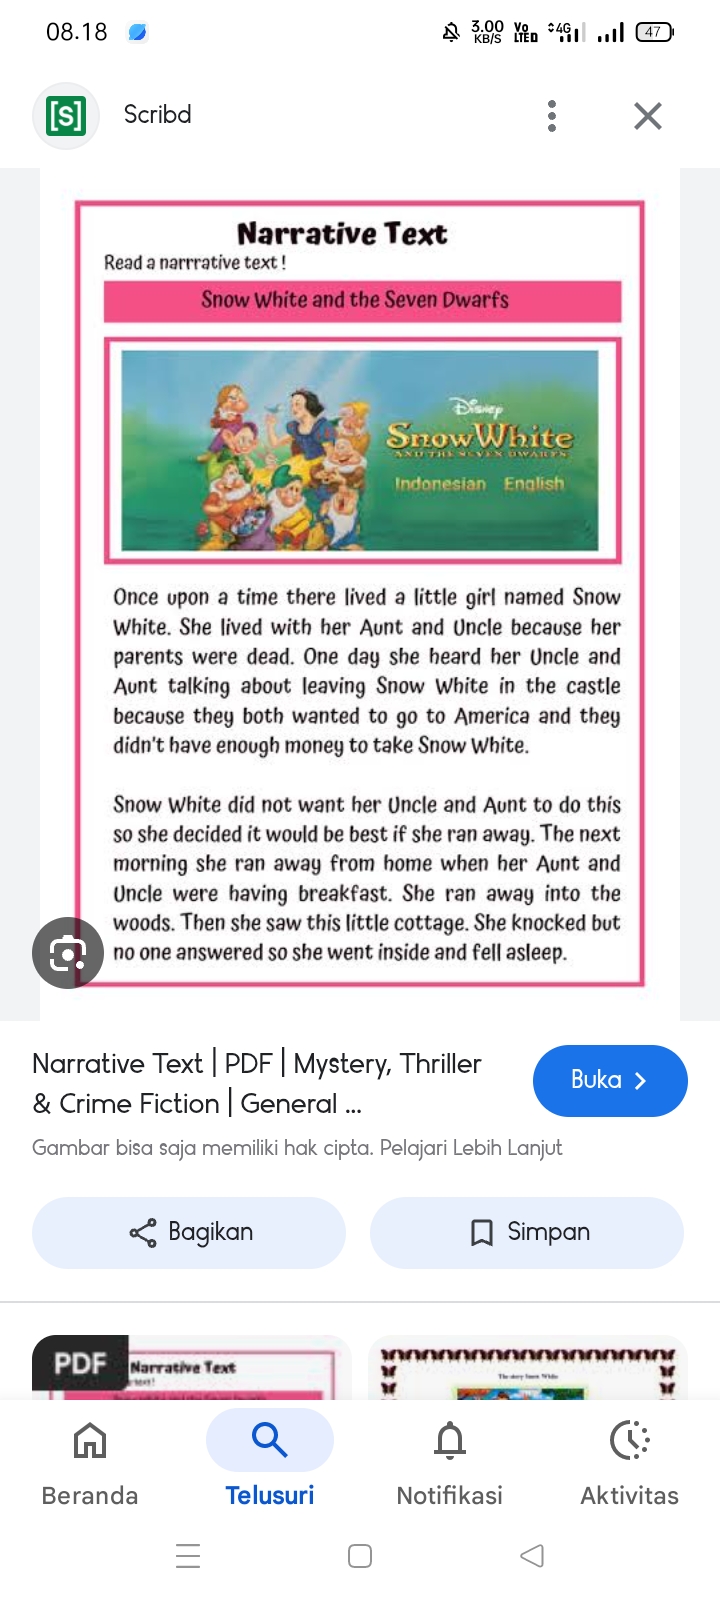 08.18
3.00 KB/S
Vo LTE
4G
47
[S] Scribd
Narrative Text
Read a narrrative text !
Snow White and the Seven Dwarfs
Disney
Snow White
AND THE SEVEN DWARFS
Indonesian English
Once upon a time there lived a little girl named Snow
White. She lived with her Aunt and Uncle because her
parents were dead. One day she heard her Uncle and
Aunt talking about leaving Snow White in the castle
because they both wanted to go to America and they
didn't have enough money to take Snow White.
Snow White did not want her Uncle and Aunt to do this
so she decided it would be best if she ran away. The next
morning she ran away from home when her Aunt and
Uncle were having breakfast. She ran away into the
woods. Then she saw this little cottage. She knocked but
no one answered so she went inside and fell asleep.
Narrative Text | PDF | Mystery, Thriller
& Crime Fiction | General ...
Buka
Gambar bisa saja memiliki hak cipta. Pelajari Lebih Lanjut
Bagikan
Simpan
PDF
Narrative Text
The story Snow White
Beranda
Telusuri
Notifikasi
Aktivitas